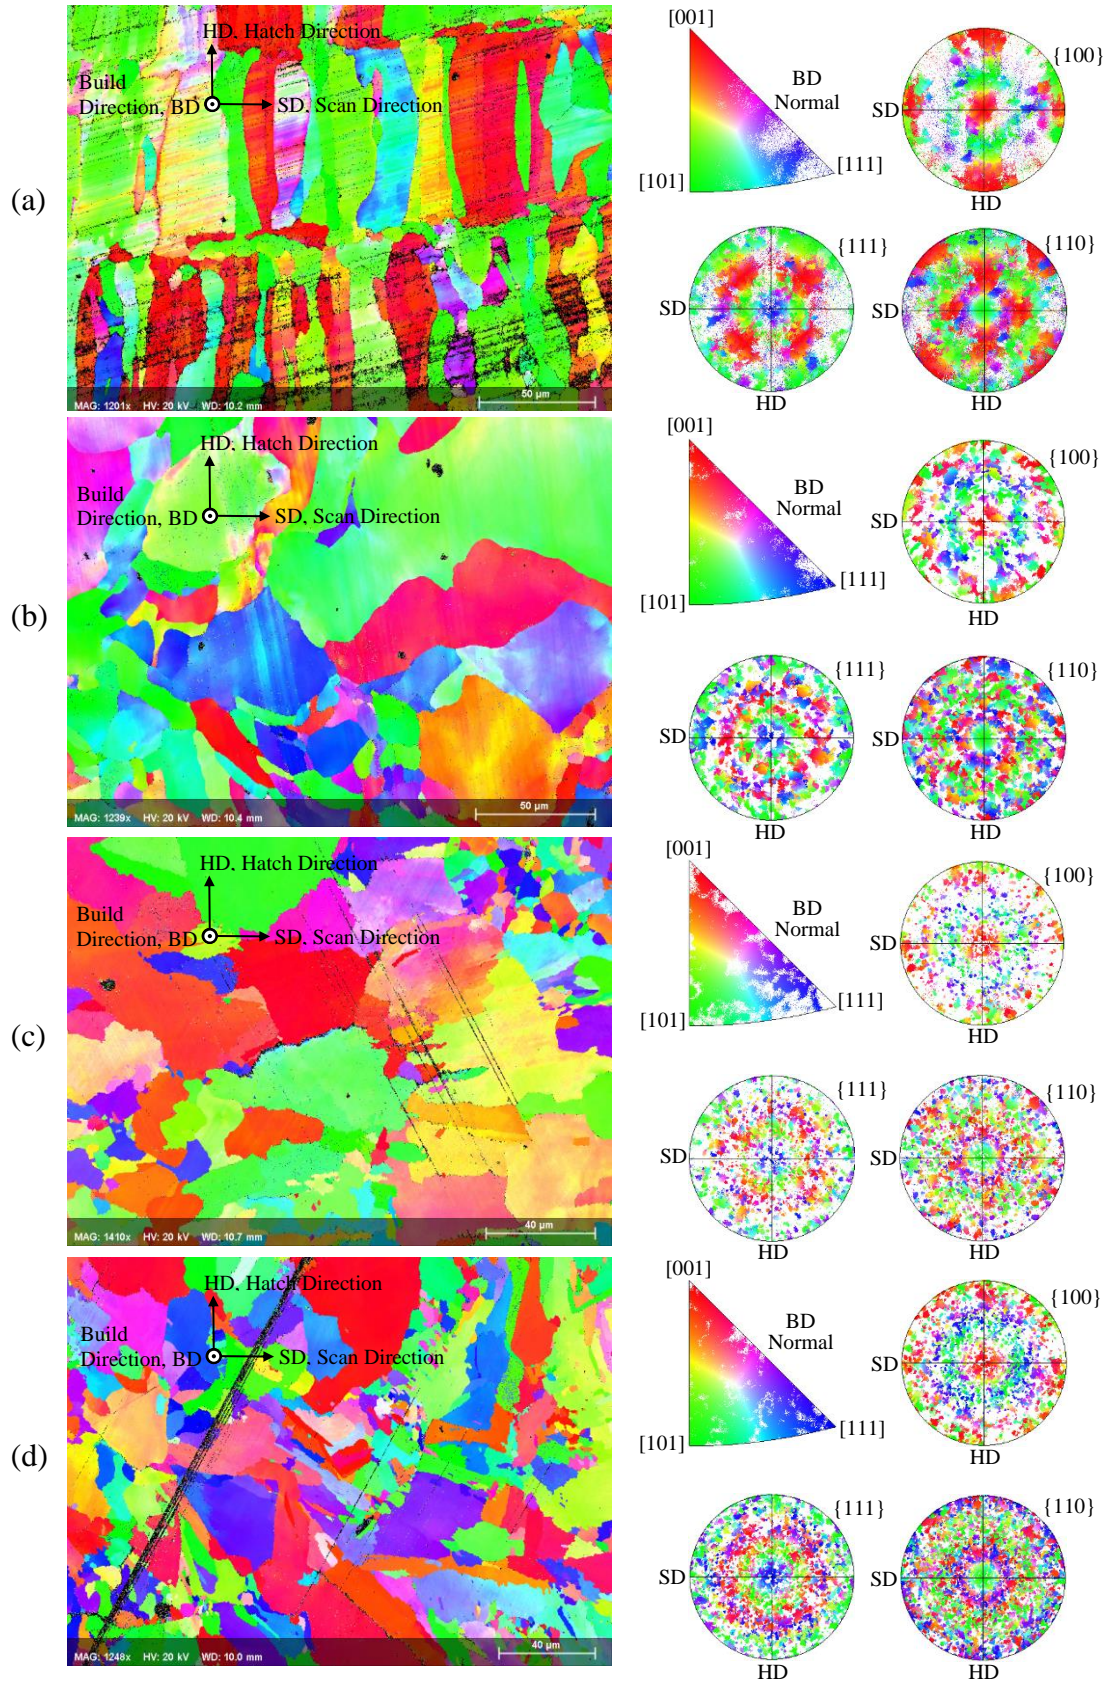 (a)
HD, Hatch Direction
Build
Direction, BD
SD, Scan Direction
50 µm
MAG: 1201x HV: 20 kV WD: 10.2 mm
[001]
BD
Normal
[101]
[111]
{100}
SD
HD
{111}
SD
HD
{110}
SD
HD
(b)
HD, Hatch Direction
Build
Direction, BD
SD, Scan Direction
50 µm
MAG: 1239x HV: 20 kV WD: 10.4 mm
[001]
BD
Normal
[101]
[111]
{100}
SD
HD
{111}
SD
HD
{110}
SD
HD
(c)
HD, Hatch Direction
Build
Direction, BD
SD, Scan Direction
40 µm
MAG: 1410x HV: 20 kV WD: 10.7 mm
[001]
BD
Normal
[101]
[111]
{100}
SD
HD
{111}
SD
HD
{110}
SD
HD
(d)
HD, Hatch Direction
Build
Direction, BD
SD, Scan Direction
40 µm
MAG: 1248x HV: 20 kV WD: 10.0 mm
[001]
BD
Normal
[101]
[111]
{100}
SD
HD
{111}
SD
HD
{110}
SD
HD